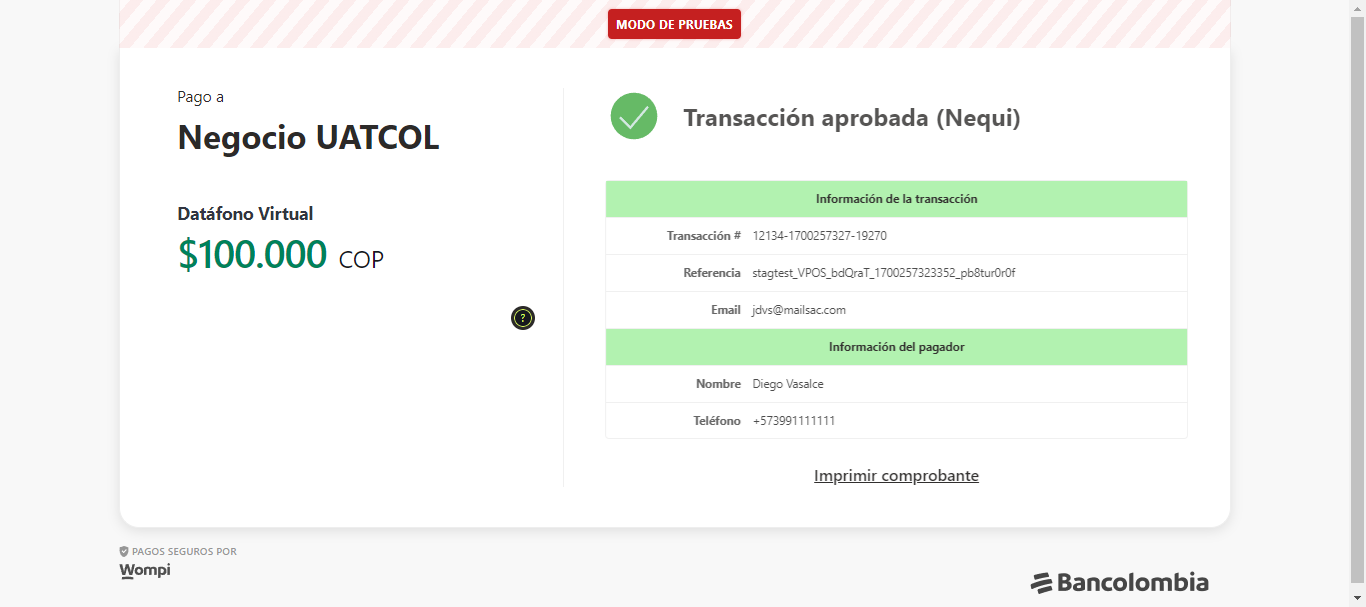 MODO DE PRUEBAS
Pago a
Negocio UATCOL
Datáfono Virtual
$100.000 COP
?
Transacción aprobada (Nequi)
Información de la transacción
Transacción # 12134-1700257327-19270
Referencia stagtest_VPOS_bdQraT_1700257323352_pb8tur0r0f
Email jdvs@mailsac.com
Información del pagador
Nombre Diego Vasalce
Teléfono +573991111111
Imprimir comprobante
PAGOS SEGUROS POR
Wompi
Bancolombia